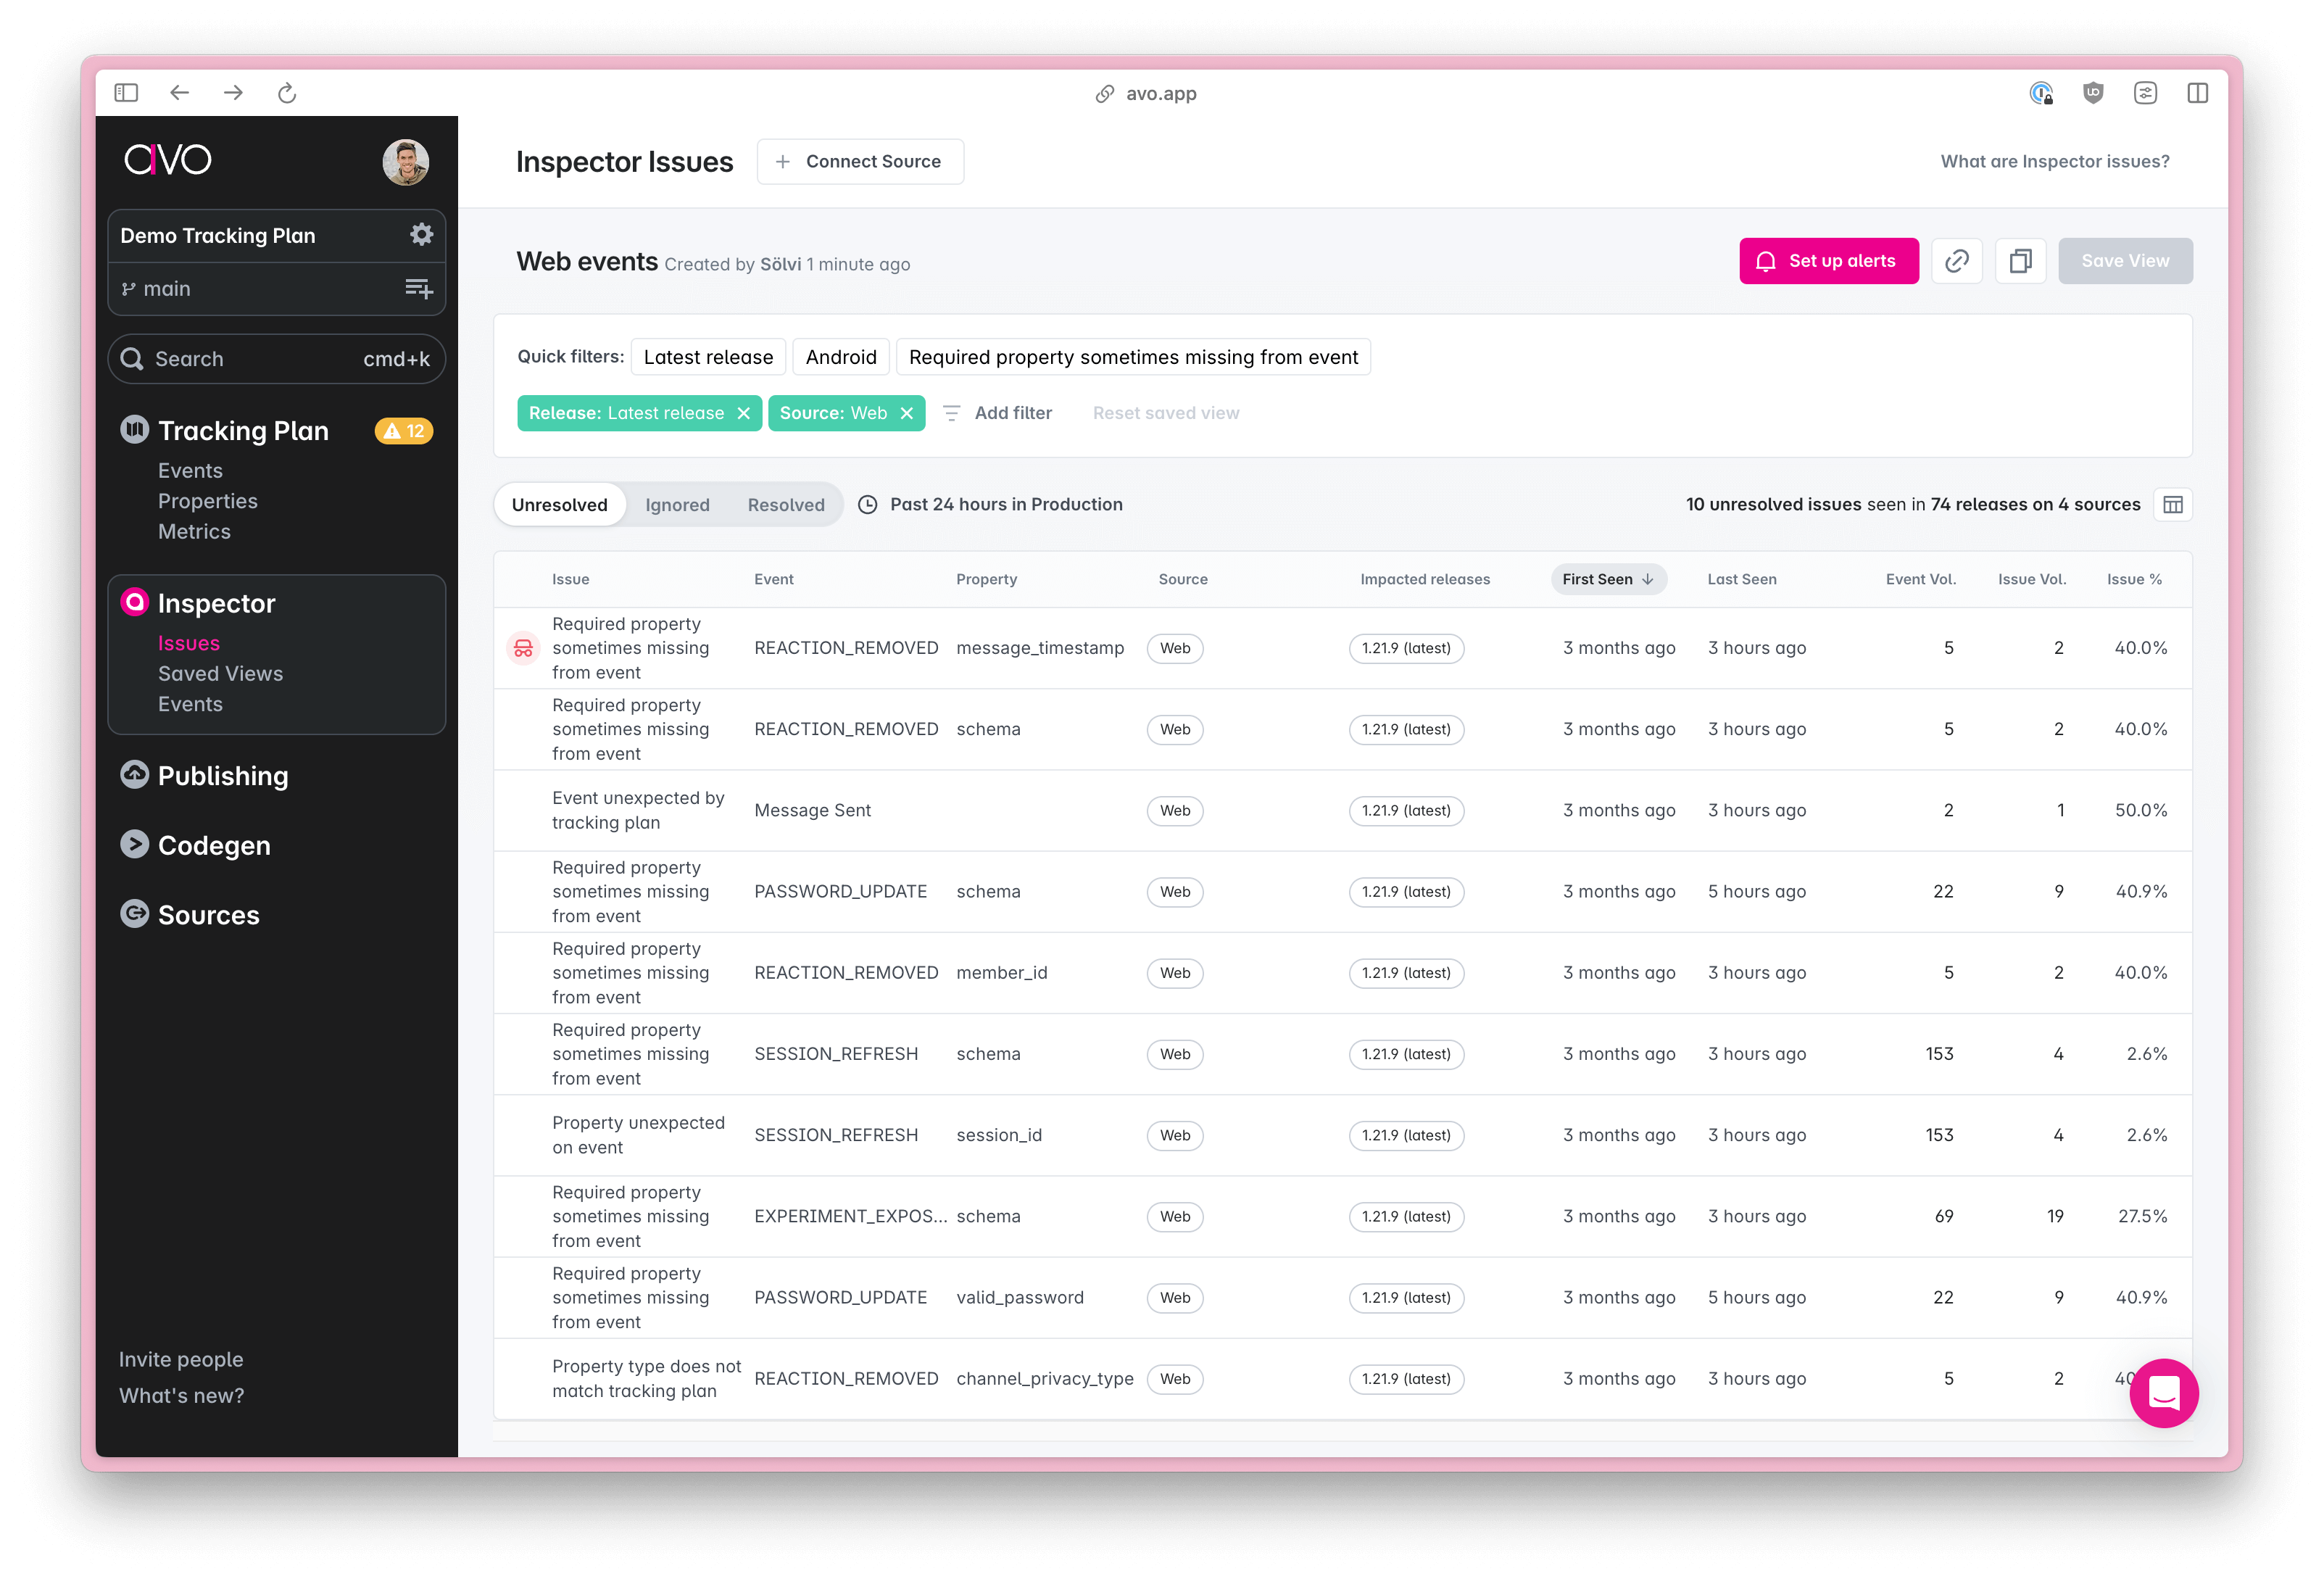 avo.app
avo
Demo Tracking Plan
main
Search cmd+k
Tracking Plan 12
Events
Properties
Metrics
Inspector
Issues
Saved Views
Events
Publishing
Codegen
Sources
Invite people
What's new?
Inspector Issues + Connect Source What are Inspector issues?
Web events Created by Sölvi 1 minute ago Set up alerts Save View
Quick filters: Latest release Android Required property sometimes missing from event
Release: Latest release Source: Web Add filter Reset saved view
Unresolved Ignored Resolved Past 24 hours in Production 10 unresolved issues seen in 74 releases on 4 sources
Issue Event Property Source Impacted releases First Seen ↓ Last Seen Event Vol. Issue Vol. Issue %
Required property
sometimes missing REACTION_REMOVED message_timestamp Web 1.21.9 (latest) 3 months ago 3 hours ago 5 2 40.0%
from event
Required property
sometimes missing REACTION_REMOVED schema Web 1.21.9 (latest) 3 months ago 3 hours ago 5 2 40.0%
from event
Event unexpected by
tracking plan Message Sent Web 1.21.9 (latest) 3 months ago 3 hours ago 2 1 50.0%
Required property
sometimes missing PASSWORD_UPDATE schema Web 1.21.9 (latest) 3 months ago 5 hours ago 22 9 40.9%
from event
Required property
sometimes missing REACTION_REMOVED member_id Web 1.21.9 (latest) 3 months ago 3 hours ago 5 2 40.0%
from event
Required property
sometimes missing SESSION_REFRESH schema Web 1.21.9 (latest) 3 months ago 3 hours ago 153 4 2.6%
from event
Property unexpected
on event SESSION_REFRESH session_id Web 1.21.9 (latest) 3 months ago 3 hours ago 153 4 2.6%
Required property
sometimes missing EXPERIMENT_EXPOS... schema Web 1.21.9 (latest) 3 months ago 3 hours ago 69 19 27.5%
from event
Required property
sometimes missing PASSWORD_UPDATE valid_password Web 1.21.9 (latest) 3 months ago 5 hours ago 22 9 40.9%
from event
Property type does not
match tracking plan REACTION_REMOVED channel_privacy_type Web 1.21.9 (latest) 3 months ago 3 hours ago 5 2